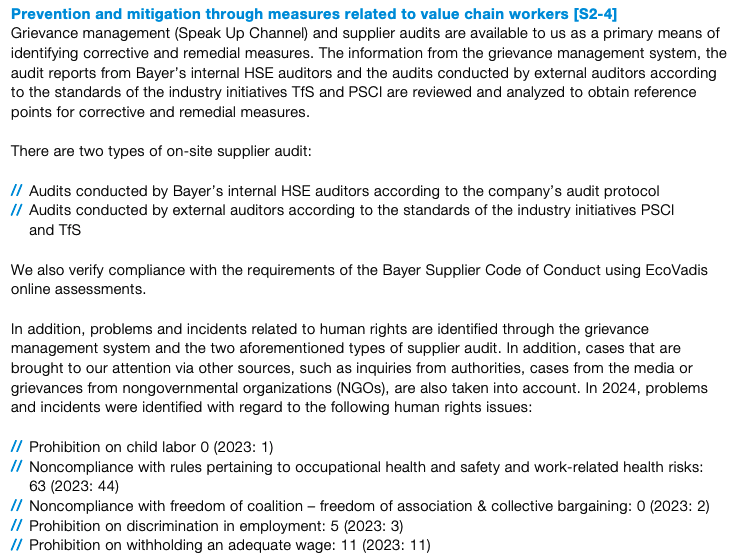 Prevention and mitigation through measures related to value chain workers [S2-4]
Grievance management (Speak Up Channel) and supplier audits are available to us as a primary means of
identifying corrective and remedial measures. The information from the grievance management system, the
audit reports from Bayer's internal HSE auditors and the audits conducted by external auditors according
to the standards of the industry initiatives TfS and PSCI are reviewed and analyzed to obtain reference
points for corrective and remedial measures.
There are two types of on-site supplier audit:
// Audits conducted by Bayer's internal HSE auditors according to the company's audit protocol
// Audits conducted by external auditors according to the standards of the industry initiatives PSCI
and TfS
We also verify compliance with the requirements of the Bayer Supplier Code of Conduct using EcoVadis
online assessments.
In addition, problems and incidents related to human rights are identified through the grievance
management system and the two aforementioned types of supplier audit. In addition, cases that are
brought to our attention via other sources, such as inquiries from authorities, cases from the media or
grievances from nongovernmental organizations (NGOs), are also taken into account. In 2024, problems
and incidents were identified with regard to the following human rights issues:
// Prohibition on child labor 0 (2023: 1)
// Noncompliance with rules pertaining to occupational health and safety and work-related health risks:
63 (2023: 44)
// Noncompliance with freedom of coalition – freedom of association & collective bargaining: 0 (2023: 2)
// Prohibition on discrimination in employment: 5 (2023: 3)
// Prohibition on withholding an adequate wage: 11 (2023: 11)